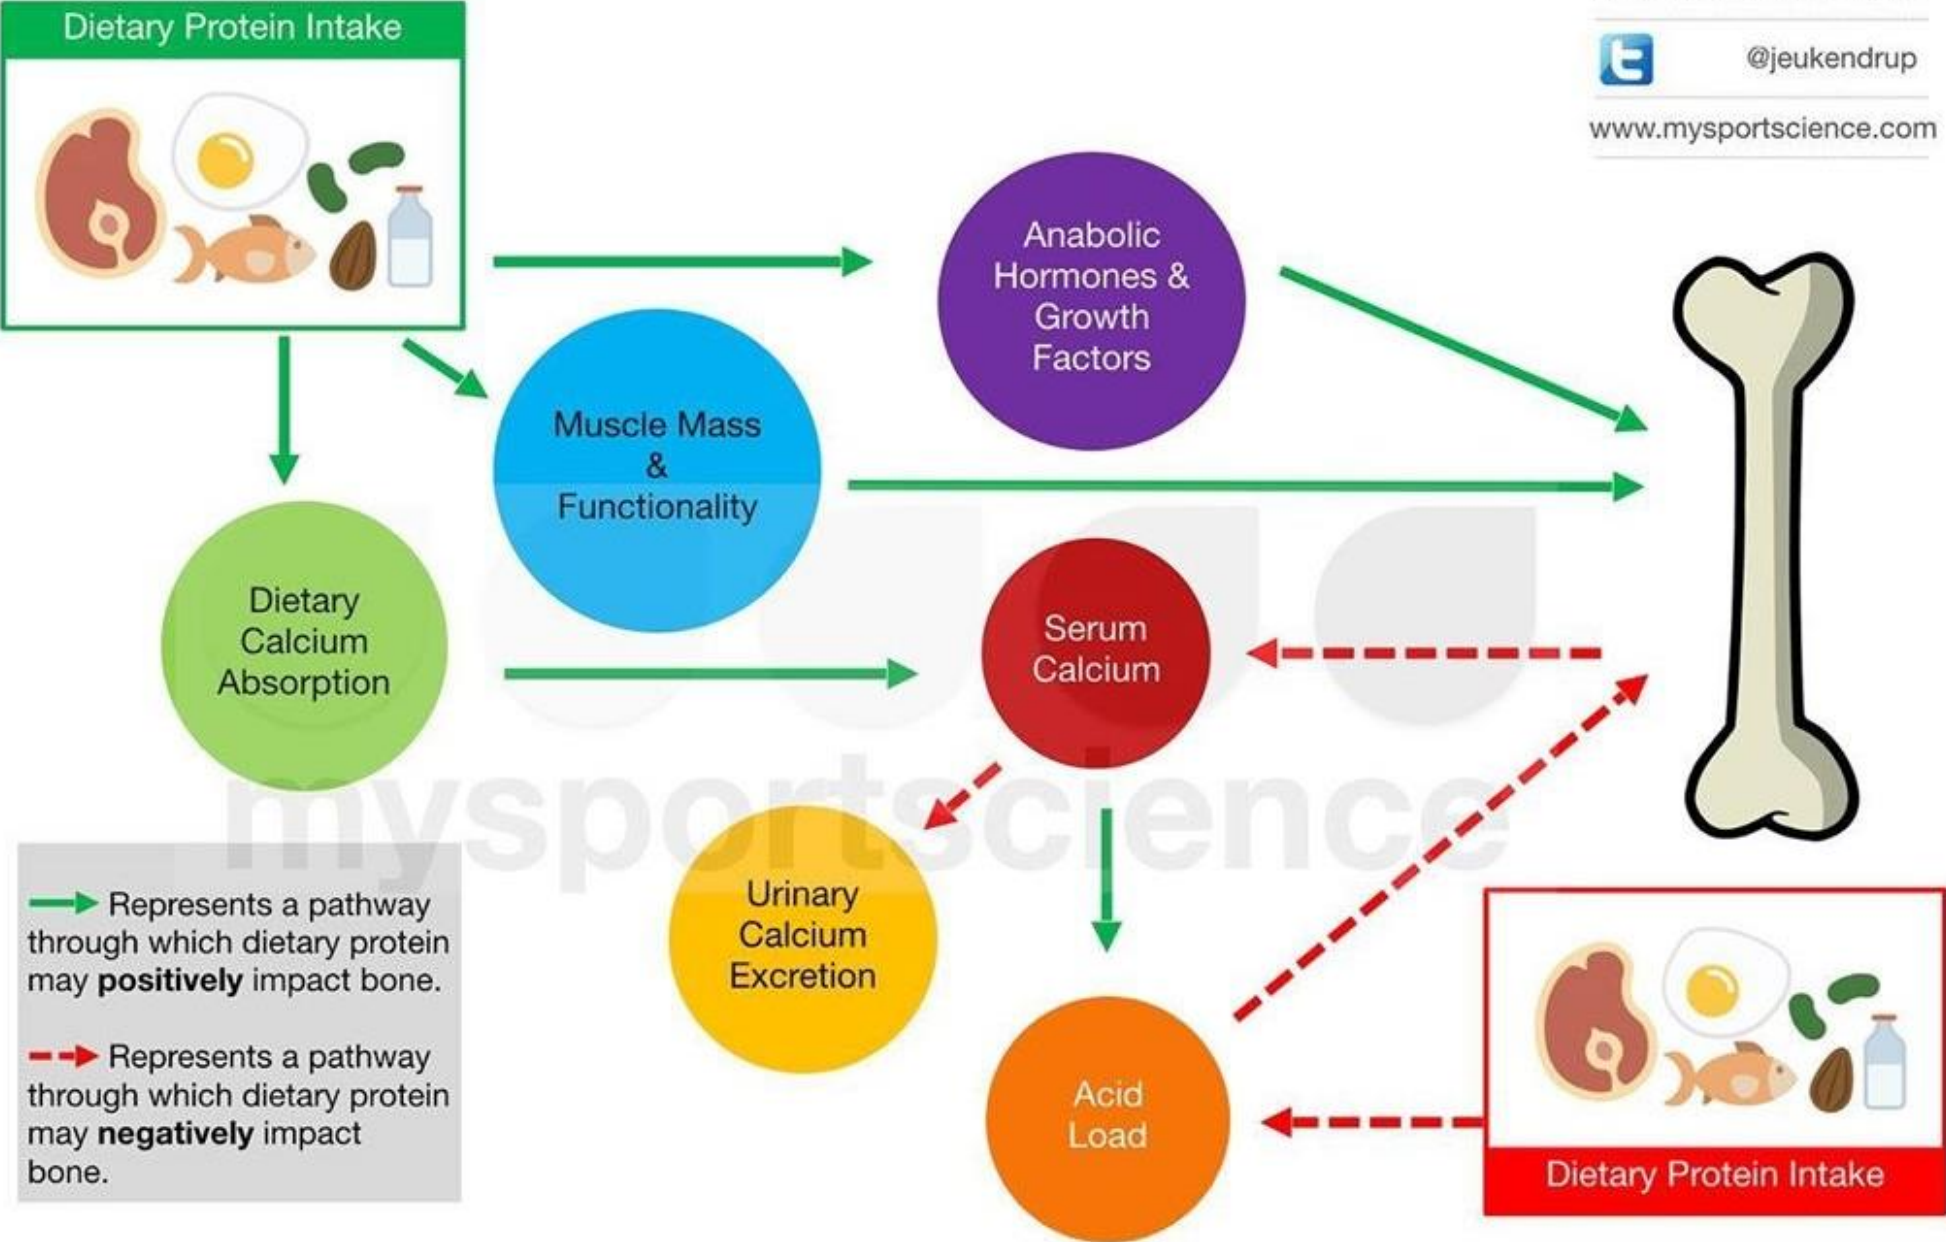 Dietary Protein Intake
@jeukendrup
www.mysportscience.com
Anabolic
Hormones &
Growth
Factors
Muscle Mass
&
Functionality
Dietary
Calcium
Absorption
Serum
Calcium
mysportscience
Urinary
Calcium
Excretion
Represents a pathway
through which dietary protein
may positively impact bone.
Represents a pathway
through which dietary protein
may negatively impact
bone.
Acid
Load
Dietary Protein Intake